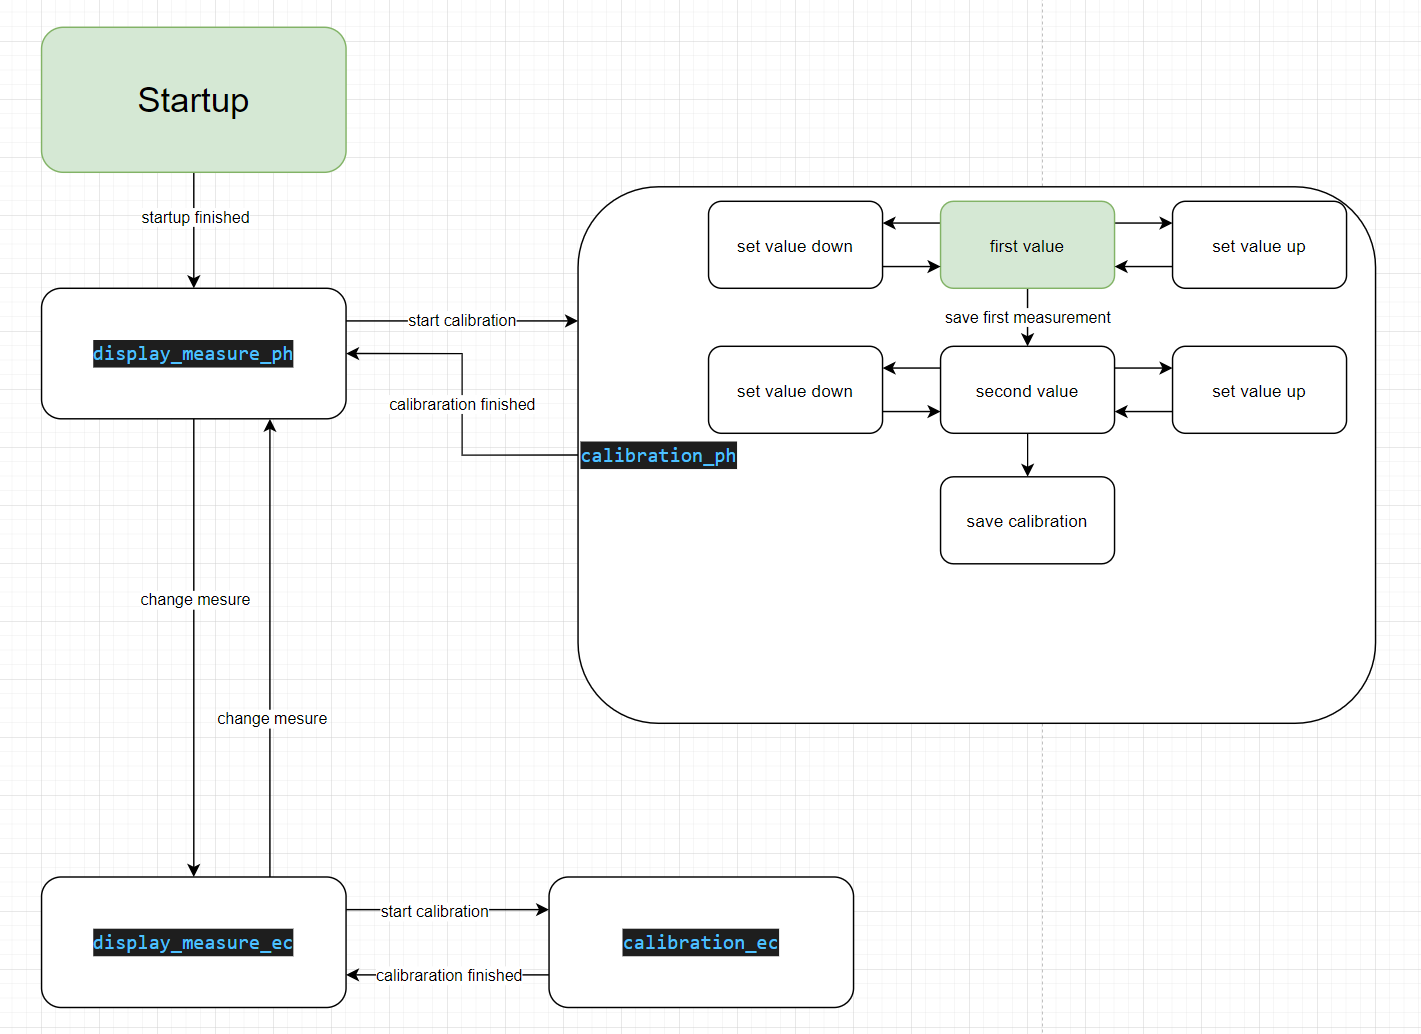 Startup
startup finished
set value down
first value
set value up
display_measure_ph
start calibration
save first measurement
calibraration finished
set value down
second value
set value up
calibration_ph
save calibration
change mesure
change mesure
display_measure_ec
start calibration
calibration_ec
calibraration finished